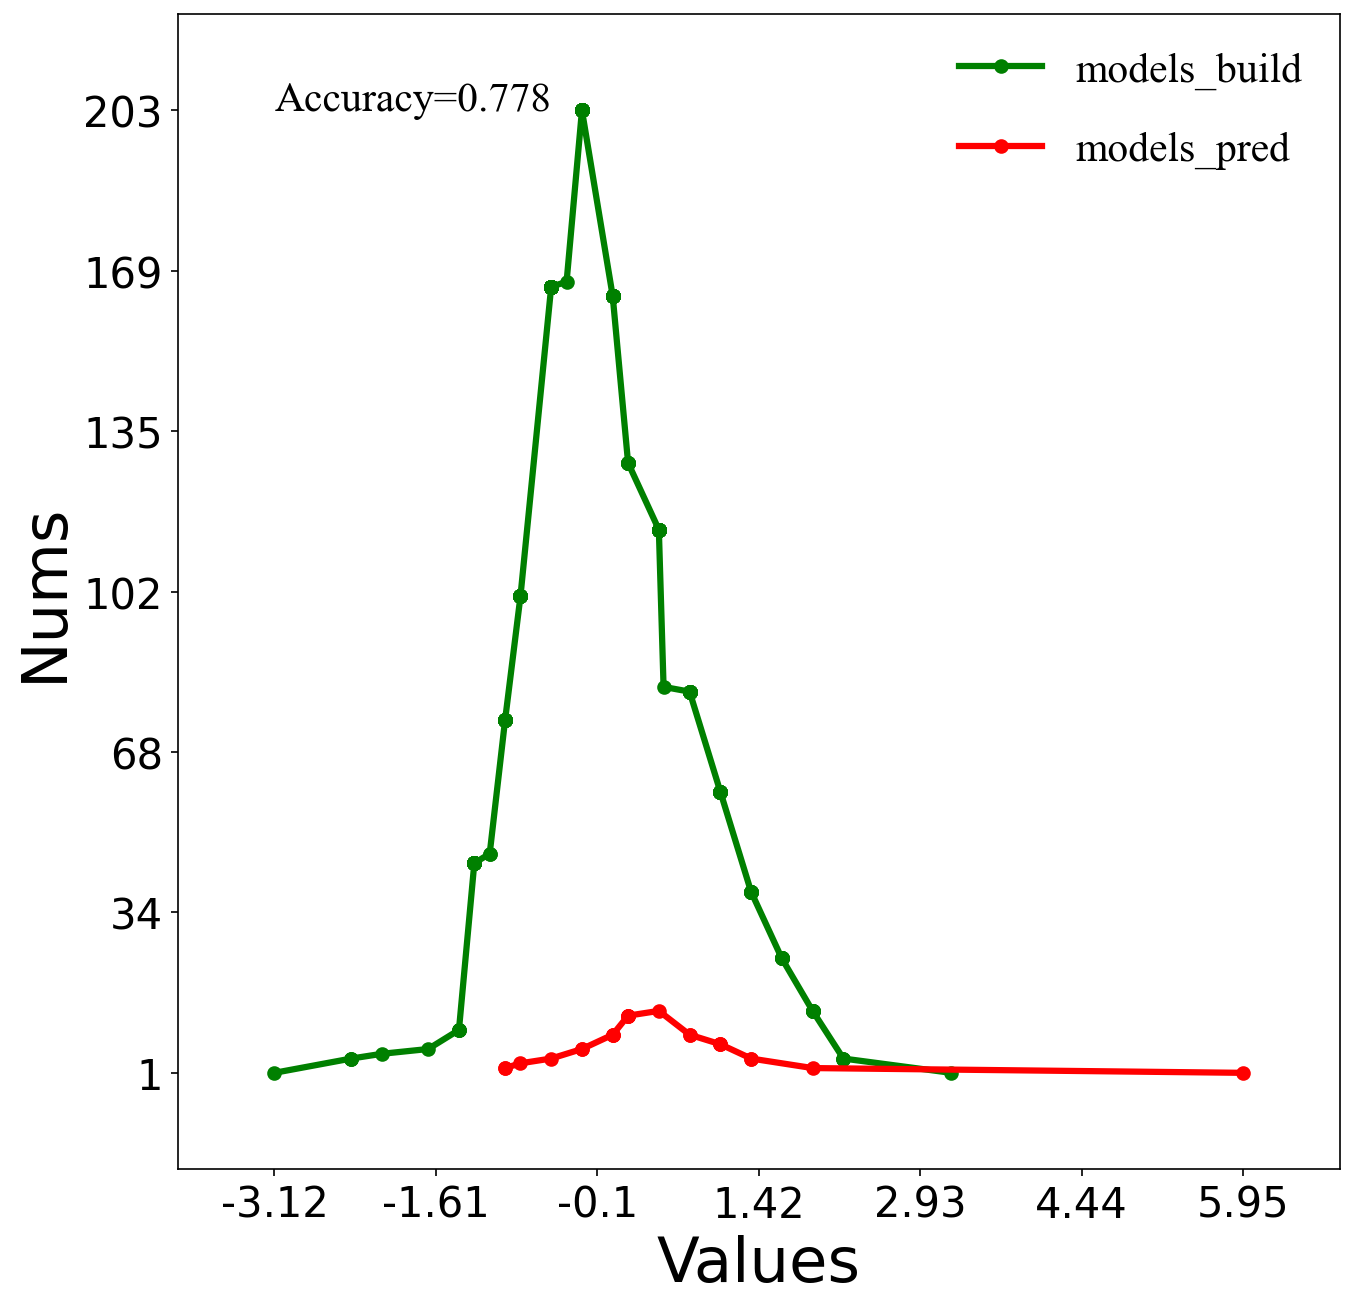 models_build
models_pred
Accuracy=0.778
203
169
135
102
68
34
1
Nums
-3.12 -1.61 -0.1 1.42 2.93 4.44 5.95
Values